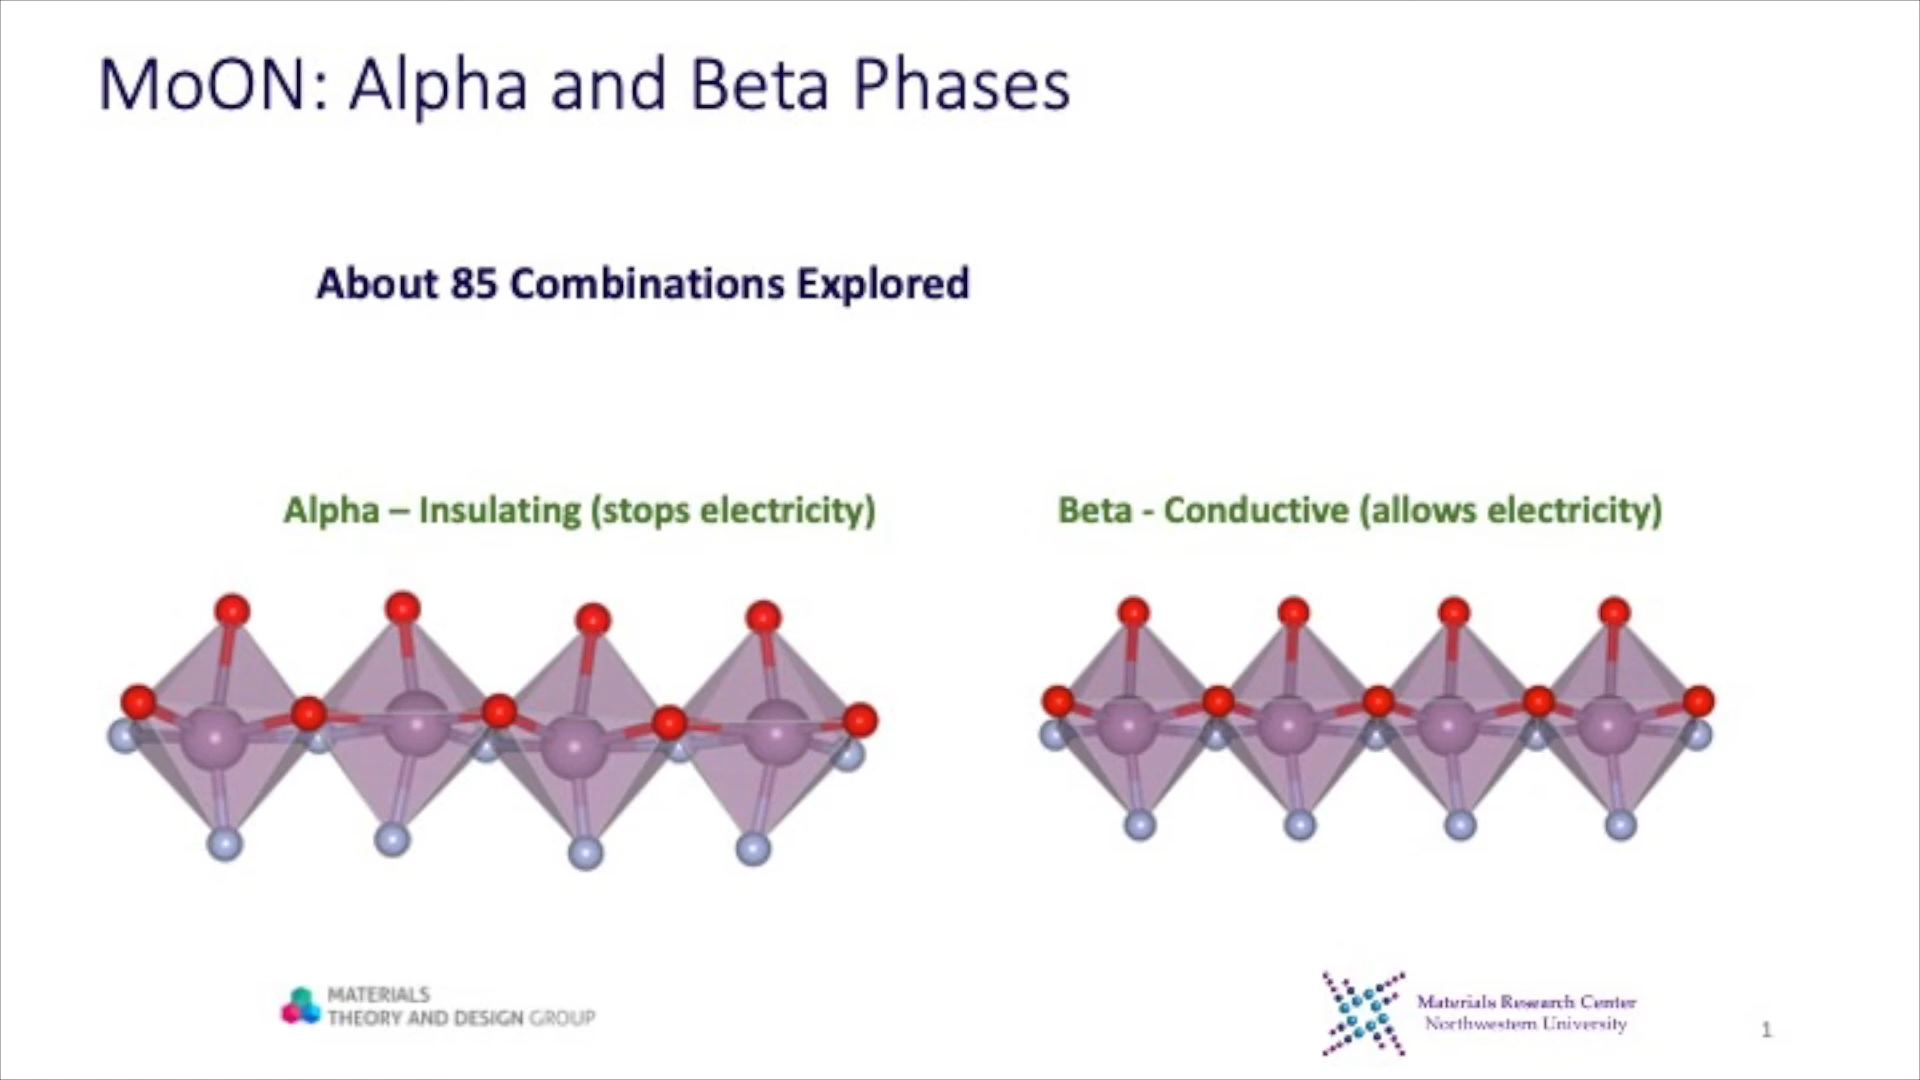 MoON: Alpha and Beta Phases
About 85 Combinations Explored
Alpha – Insulating (stops electricity)
Beta - Conductive (allows electricity)
MATERIALS
THEORY AND DESIGN GROUP
Materials Research Center
Northwestern University
1